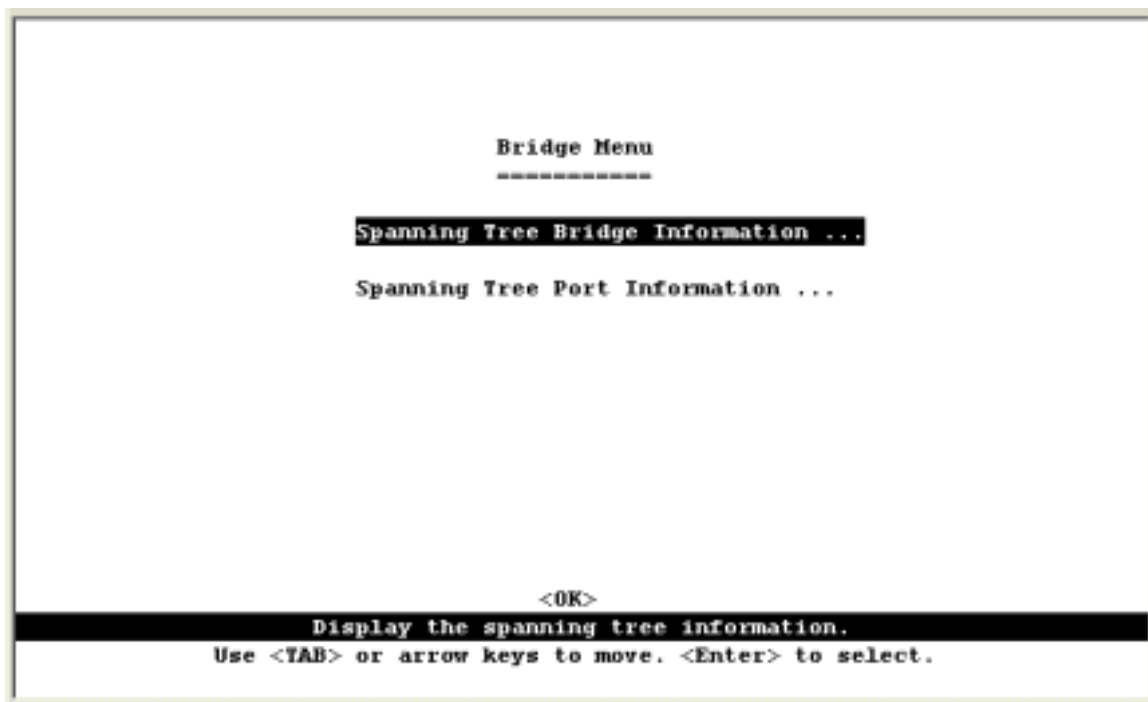 Bridge Menu
===========
Spanning Tree Bridge Information ...
Spanning Tree Port Information ...
<OK>
Display the spanning tree information.
Use <TAB> or arrow keys to move. <Enter> to select.